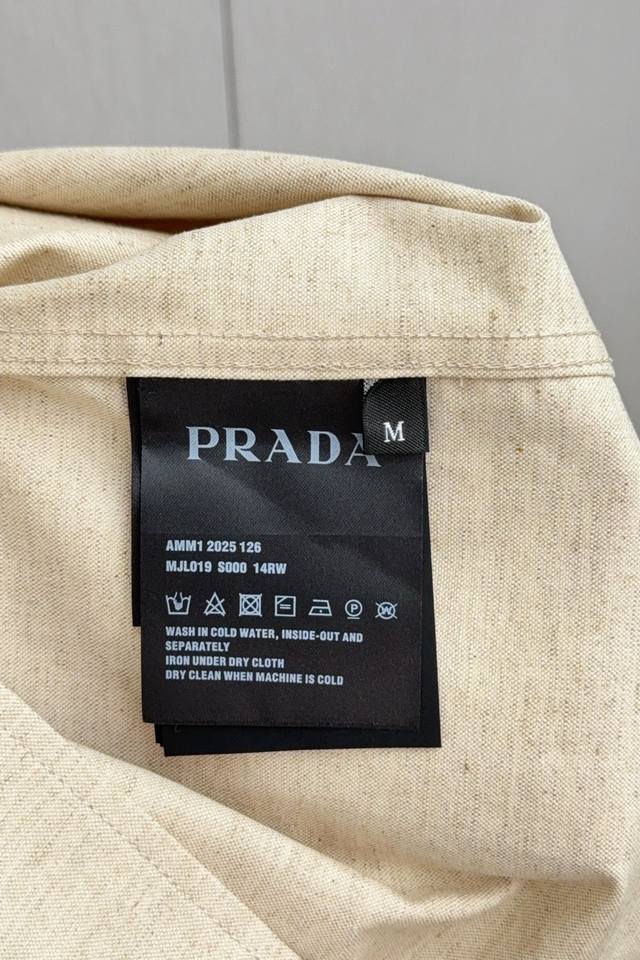 PRADA
M
AMM1 2025 126
MJL019 S000 14RW
WASH IN COLD WATER, INSIDE-OUT AND
SEPARATELY
IRON UNDER DRY CLOTH
DRY CLEAN WHEN MACHINE IS COLD